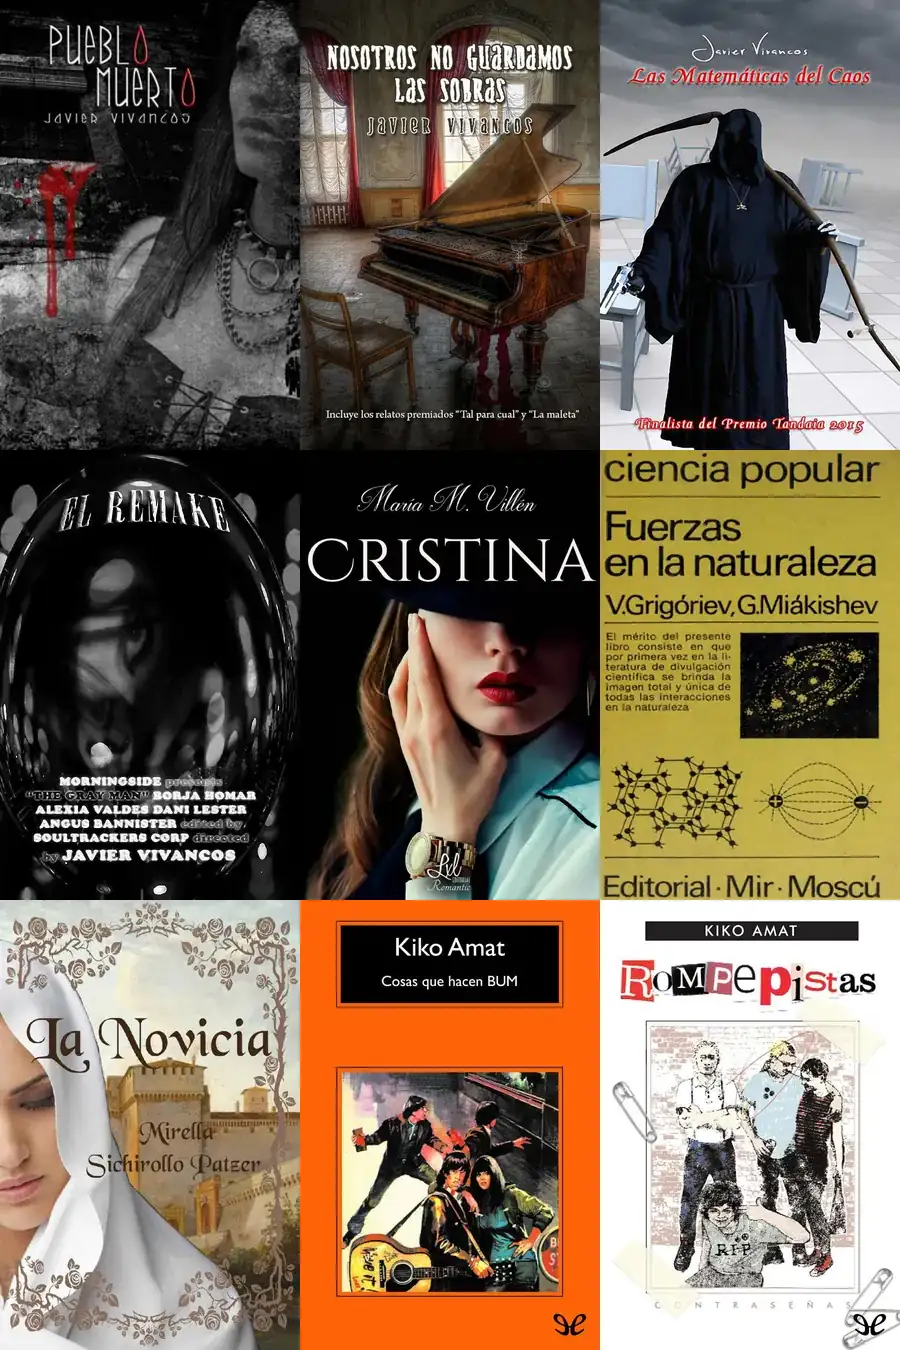 PUEBLO
MUERTO
JAVIER VIVANCOS
NOSOTROS NO GUARDAMOS
LAS SOBRAS
JAVIER VIVANCOS
Incluye los relatos premiados "Tal para cual" y "La maleta"
Javier Vivancos
Las Matemáticas del Caos
Finalista del Premio Tandaia 2015
EL REMAKE
MORNINGSIDE presents
"THE GRAY MAN" BORJA HOMAR
ALEXIA VALDES DANI LESTER
ANGUS BANNISTER edited by
SOULTRACKERS CORP directed
by JAVIER VIVANCOS
María M. Villén
CRISTINA
LxL
EDITORIAL
Romantic
ciencia popular
Fuerzas
en la naturaleza
V.Grigóriev, G.Miákishev
El mérito del presente
libro consiste en que
por primera vez en la li-
teratura de divulgación
científica se brinda la
imagen total y única de
todas las interacciones
en la naturaleza
Editorial · Mir · Moscú
La Novicia
Mirella
Sichirollo Patzer
Kiko Amat
Cosas que hacen BUM
KIKO AMAT
ROMPEPISTAS
RIP
CONTRASEÑAS